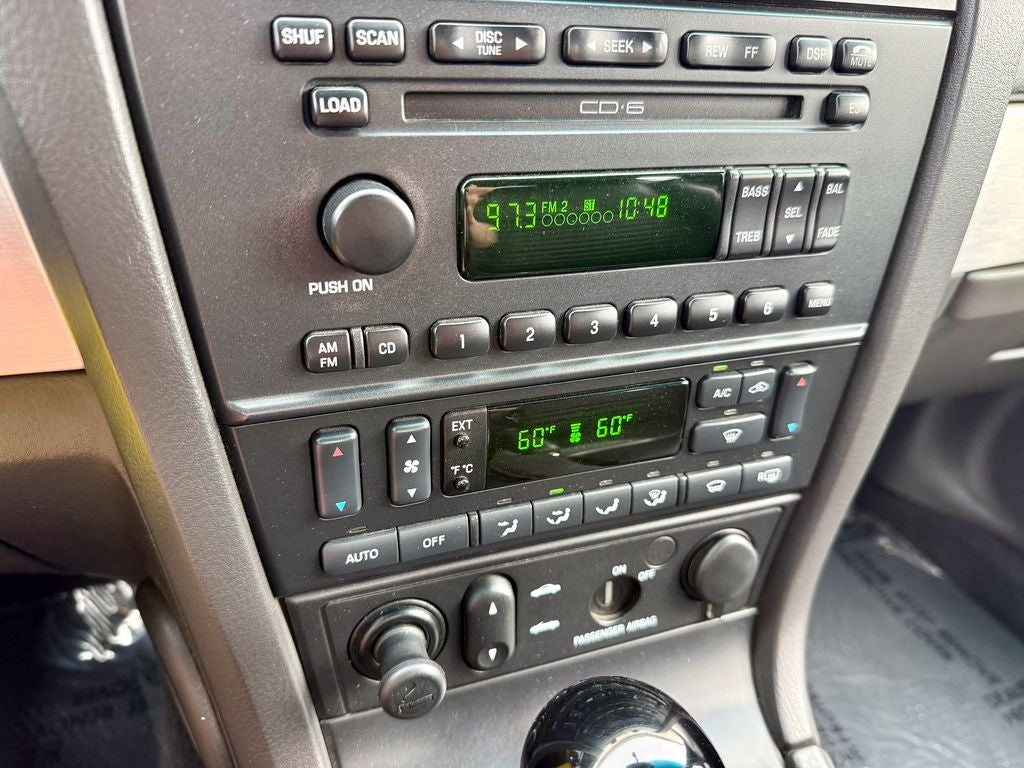 SHUF SCAN DISC TUNE SEEK REW FF DSP MUTE
LOAD CD·6 EJ
97.3 FM 2 ST 10:48
BASS SEL BAL
TREB FADE
PUSH ON
AM FM CD 1 2 3 4 5 6 MENU
EXT 60°F 60°F A/C
°F°C
AUTO OFF R
ON OFF
PASSENGER AIRBAG